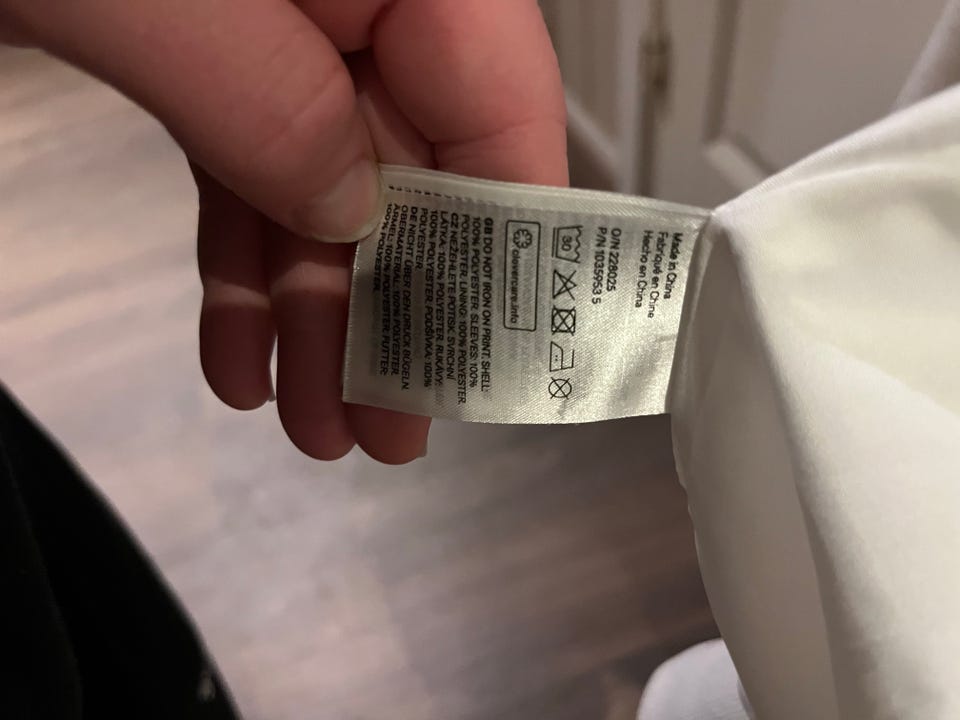 Made in China
Fabriqué en Chine
Hecho en China
O/N 228025
P/N 1035953 S
30
clevercare.info
GB DO NOT IRON ON PRINT. SHELL:
100% POLYESTER. SLEEVES: 100%
POLYESTER. LINING: 100% POLYESTER.
CZ NEŽEHLETE POTISK. SVRCHNÍ
LÁTKA: 100% POLYESTER. RUKÁVY:
100% POLYESTER. PODŠÍVKA: 100%
POLYESTER.
DE NICHT ÜBER DEN DRUCK BÜGELN.
OBERMATERIAL: 100% POLYESTER.
ÄRMEL: 100% POLYESTER. FUTTER:
100% POLYESTER.